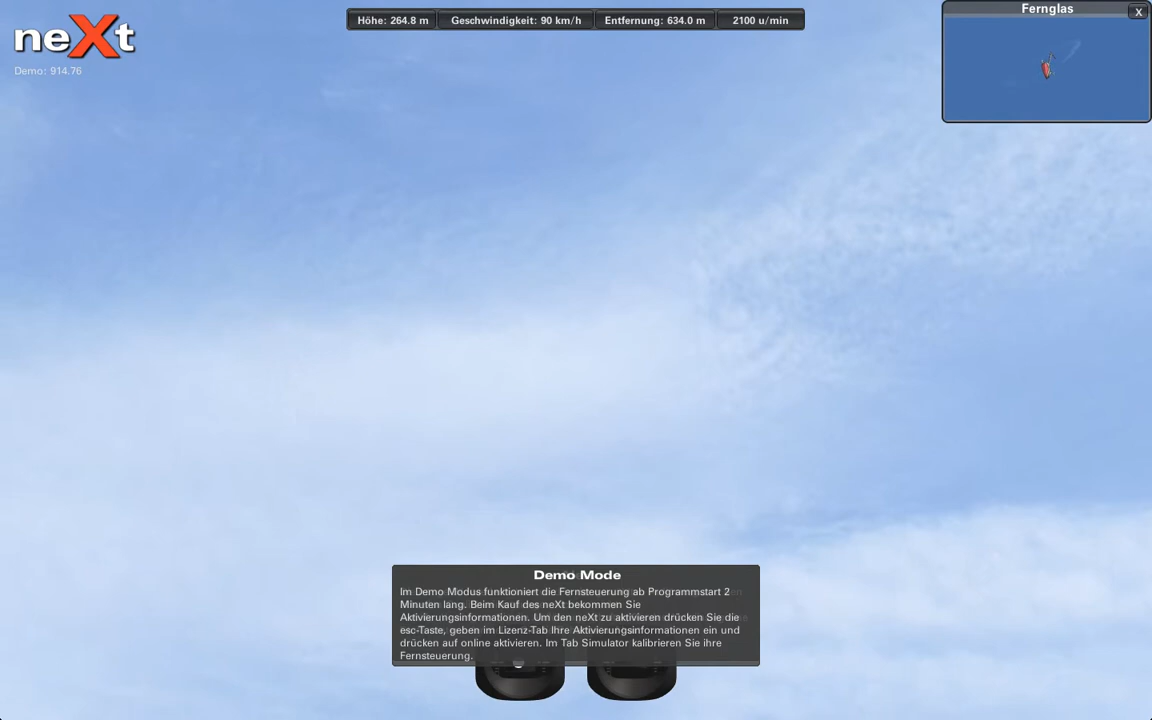 neXt
Demo: 914.76
Höhe: 264.8 m Geschwindigkeit: 90 km/h Entfernung: 634.0 m 2100 u/min
Fernglas
X
Demo Mode
Im Demo Modus funktioniert die Fernsteuerung ab Programmstart 2
Minuten lang. Beim Kauf des neXt bekommen Sie
Aktivierungsinformationen. Um den neXt zu aktivieren drücken Sie die
esc-Taste, geben im Lizenz-Tab Ihre Aktivierungsinformationen ein und
drücken auf online aktivieren. Im Tab Simulator kalibrieren Sie ihre
Fernsteuerung.